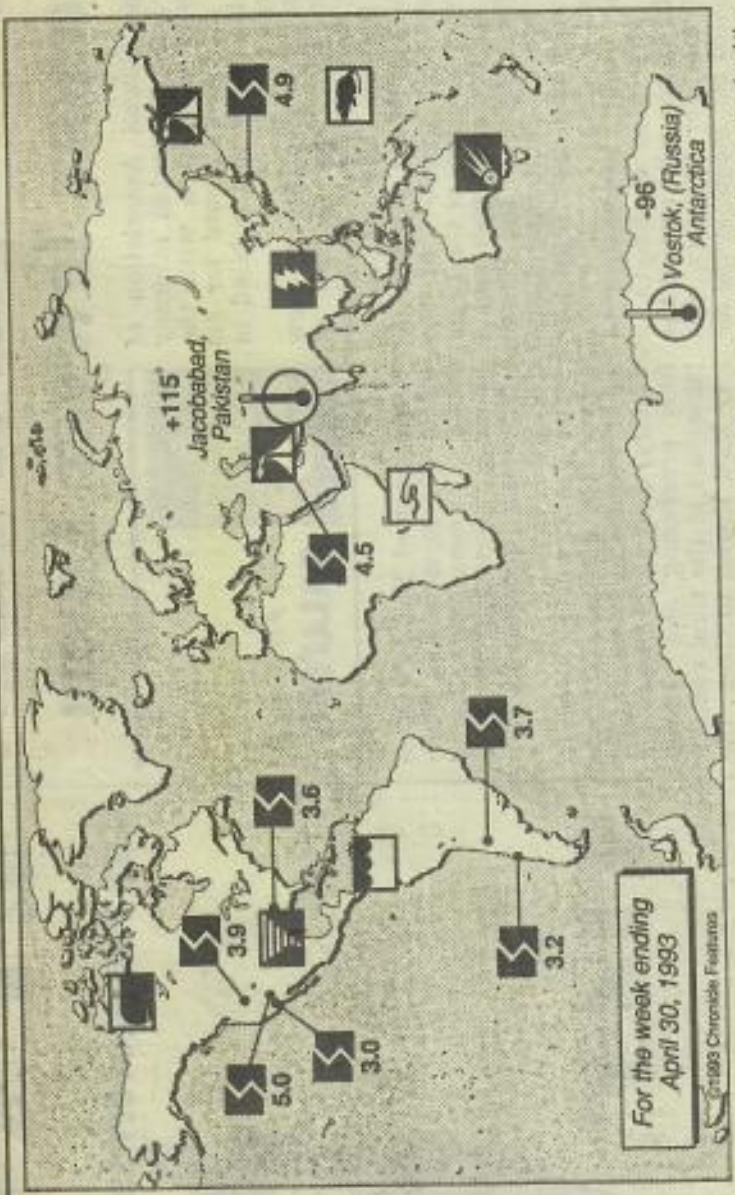 4.9
+115°
Jacobabad,
Pakistan
4.5
-96°
Vostok, (Russia)
Antarctica
3.9
3.6
5.0
3.0
3.7
3.2
For the week ending
April 30, 1993
©1993 Chronicle Features